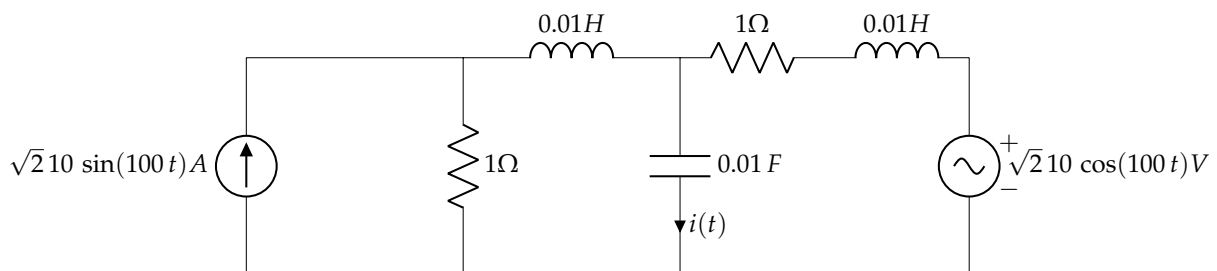 0.01H
1Ω
0.01H
√2 10 sin(100 t)A
1Ω
0.01 F
+
√2 10 cos(100 t)V
−
i(t)